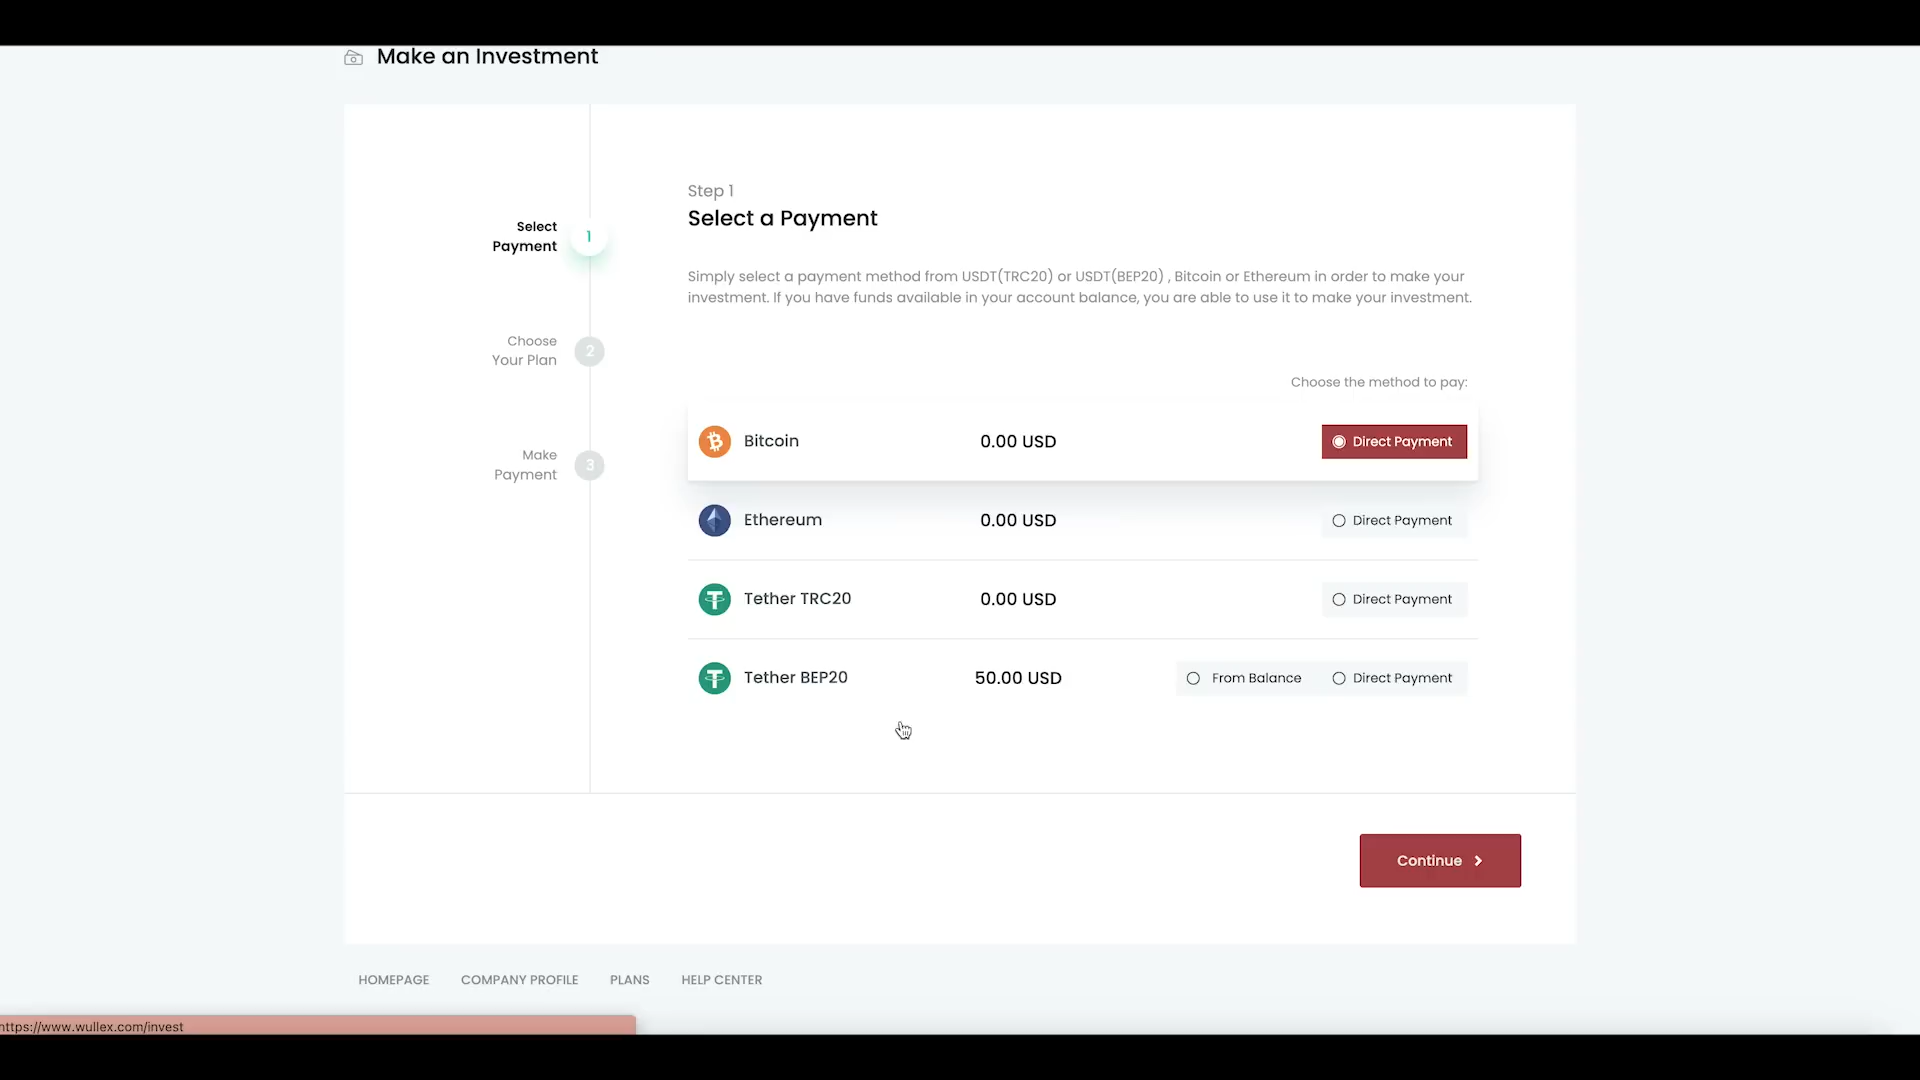 Make an Investment
Select
Payment
1
Choose
Your Plan
2
Make
Payment
3
Step 1
Select a Payment
Simply select a payment method from USDT(TRC20) or USDT(BEP20) , Bitcoin or Ethereum in order to make your
investment. If you have funds available in your account balance, you are able to use it to make your investment.
Choose the method to pay:
Bitcoin 0.00 USD Direct Payment
Ethereum 0.00 USD Direct Payment
Tether TRC20 0.00 USD Direct Payment
Tether BEP20 50.00 USD From Balance Direct Payment
Continue
HOMEPAGE COMPANY PROFILE PLANS HELP CENTER
https://www.wullex.com/invest